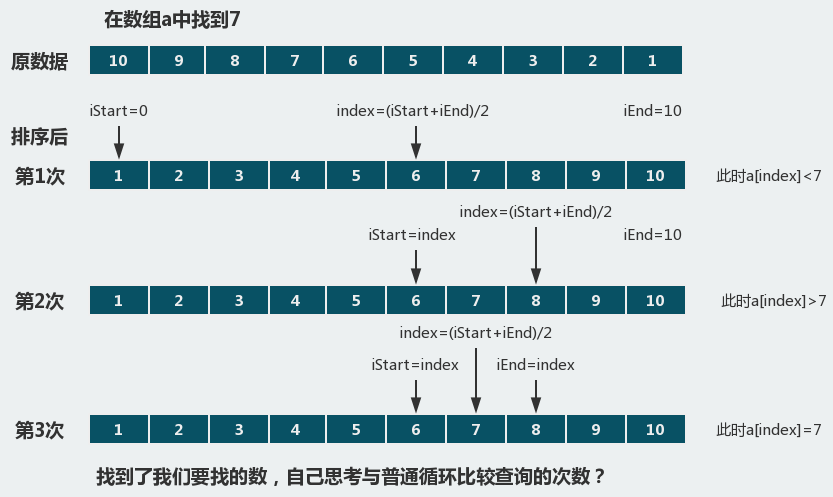 在数组a中找到7
原数据 10 9 8 7 6 5 4 3 2 1
iStart=0 index=(iStart+iEnd)/2 iEnd=10
排序后
第1次 1 2 3 4 5 6 7 8 9 10 此时a[index]<7
index=(iStart+iEnd)/2
iStart=index iEnd=10
第2次 1 2 3 4 5 6 7 8 9 10 此时a[index]>7
index=(iStart+iEnd)/2
iStart=index iEnd=index
第3次 1 2 3 4 5 6 7 8 9 10 此时a[index]=7
找到了我们要找的数，自己思考与普通循环比较查询的次数？